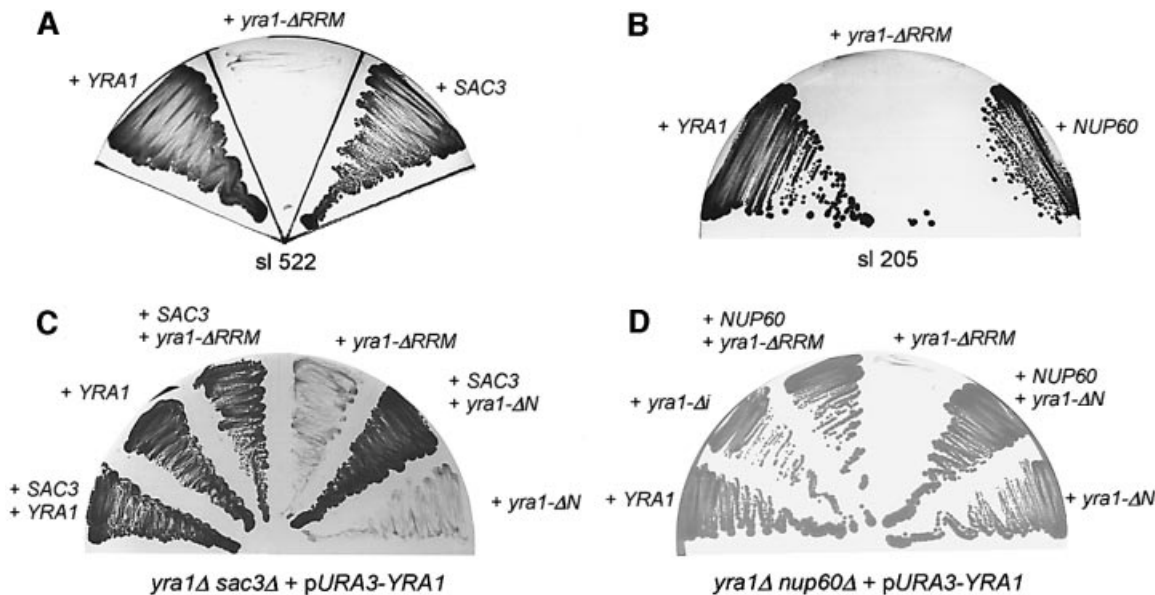 A
+ yra1-ΔRRM
+ YRA1
+ SAC3
sl 522
B
+ yra1-ΔRRM
+ YRA1
+ NUP60
sl 205
C
+ SAC3
+ yra1-ΔRRM
+ yra1-ΔRRM
+ YRA1
+ SAC3
+ yra1-ΔN
+ SAC3
+ YRA1
+ yra1-ΔN
yra1Δ sac3Δ + pURA3-YRA1
D
+ NUP60
+ yra1-ΔRRM
+ yra1-ΔRRM
+ yra1-Δi
+ NUP60
+ yra1-ΔN
+ YRA1
+ yra1-ΔN
yra1Δ nup60Δ + pURA3-YRA1